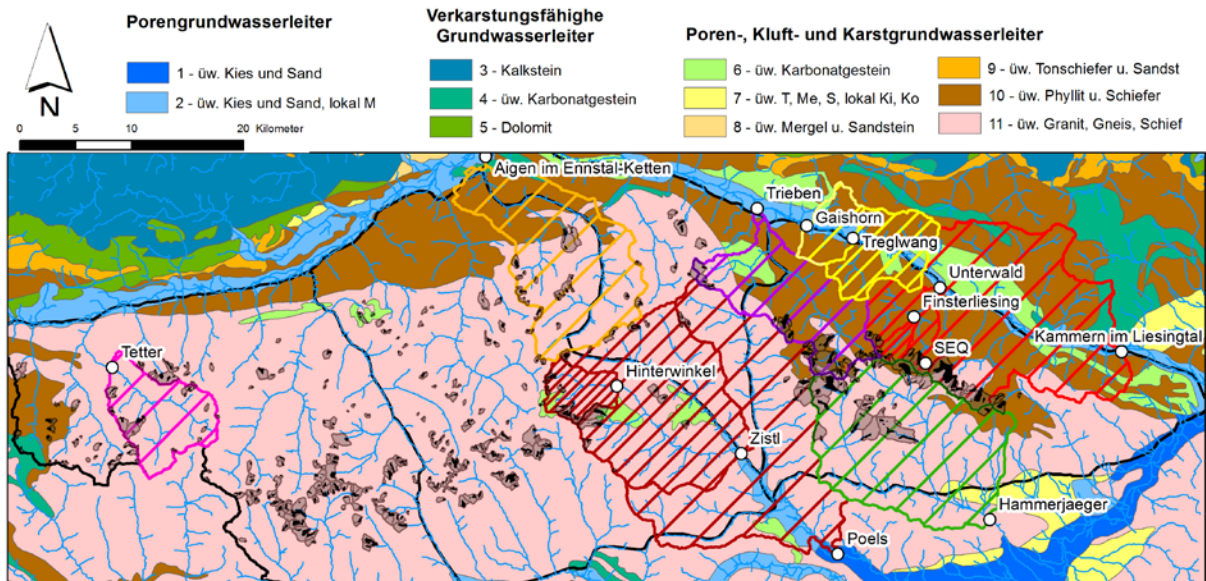 Porengrundwasserleiter
1 - üw. Kies und Sand
2 - üw. Kies und Sand, lokal M
Verkarstungsfähighe
Grundwasserleiter
3 - Kalkstein
4 - üw. Karbonatgestein
5 - Dolomit
Poren-, Kluft- und Karstgrundwasserleiter
6 - üw. Karbonatgestein
7 - üw. T, Me, S, lokal Ki, Ko
8 - üw. Mergel u. Sandstein
9 - üw. Tonschiefer u. Sandst
10 - üw. Phyllit u. Schiefer
11 - üw. Granit, Gneis, Schief
N
0 10 20 Kilometer
Aigen im Ennstal-Ketten
Trieben
Gaishorn
Treglwang
Unterwald
Finsterliesing
Kammern im Liesingtal
SEQ
Tetter
Hinterwinkel
Zistl
Hammerjaeger
Poels